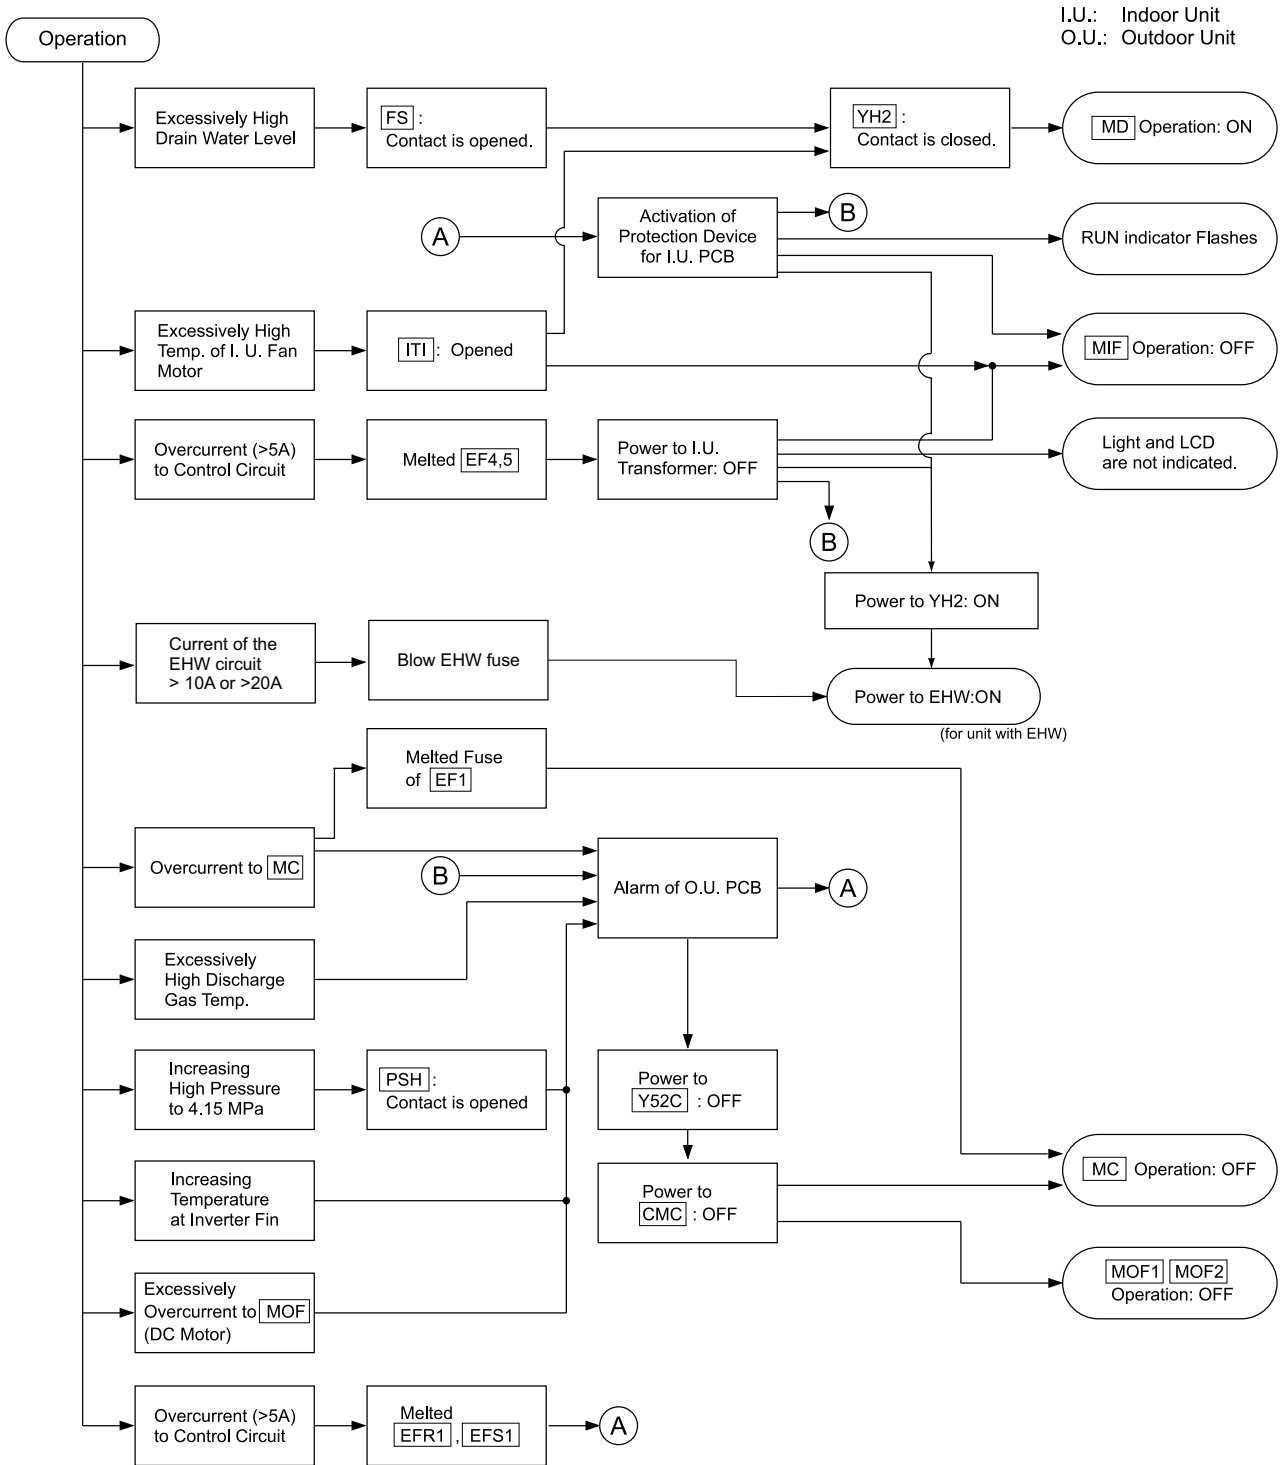 I.U.: Indoor Unit
O.U.: Outdoor Unit
Operation
Excessively High
Drain Water Level
FS :
Contact is opened.
YH2 :
Contact is closed.
MD Operation: ON
A
Activation of
Protection Device
for I.U. PCB
B
RUN indicator Flashes
Excessively High
Temp. of I. U. Fan
Motor
ITI : Opened
MIF Operation: OFF
Overcurrent (>5A)
to Control Circuit
Melted EF4,5
Power to I.U.
Transformer: OFF
Light and LCD
are not indicated.
B
Power to YH2: ON
Current of the
EHW circuit
> 10A or >20A
Blow EHW fuse
Power to EHW:ON
(for unit with EHW)
Melted Fuse
of EF1
Overcurrent to MC
B
Alarm of O.U. PCB
A
Excessively
High Discharge
Gas Temp.
Increasing
High Pressure
to 4.15 MPa
PSH :
Contact is opened
Power to
Y52C : OFF
Increasing
Temperature
at Inverter Fin
Power to
CMC : OFF
MC Operation: OFF
Excessively
Overcurrent to MOF
(DC Motor)
MOF1 MOF2
Operation: OFF
Overcurrent (>5A)
to Control Circuit
Melted
EFR1 , EFS1
A